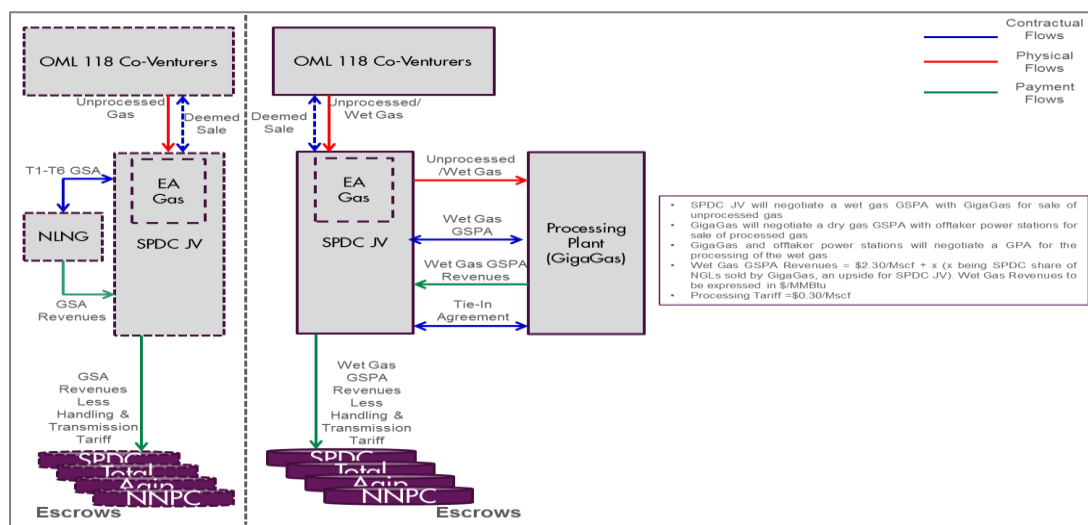 OML 118 Co-Venturers
Unprocessed
Gas
Deemed
Sale
T1-T6 GSA
EA
Gas
NLNG
SPDC JV
GSA
Revenues
GSA
Revenues
Less
Handling &
Transmission
Tariff
SPDC
Total
Agip
NNPC
Escrows
OML 118 Co-Venturers
Deemed
Sale
Unprocessed/
Wet Gas
EA
Gas
SPDC JV
Unprocessed
/Wet Gas
Wet Gas
GSPA
Wet Gas GSPA
Revenues
Tie-In
Agreement
Processing
Plant
(GigaGas)
Wet Gas
GSPA
Revenues
Less
Handling &
Transmission
Tariff
SPDC
Total
Agip
NNPC
Escrows
Contractual
Flows
Physical
Flows
Payment
Flows
• SPDC JV will negotiate a wet gas GSPA with GigaGas for sale of
unprocessed gas
• GigaGas will negotiate a dry gas GSPA with offtaker power stations for
sale of processed gas
• GigaGas and offtaker power stations will negotiate a GPA for the
processing of the wet gas
• Wet Gas GSPA Revenues = $2.30/Mscf + x (x being SPDC share of
NGLs sold by GigaGas, an upside for SPDC JV). Wet Gas Revenues to
be expressed in $/MMBtu
• Processing Tariff =$0.30/Mscf